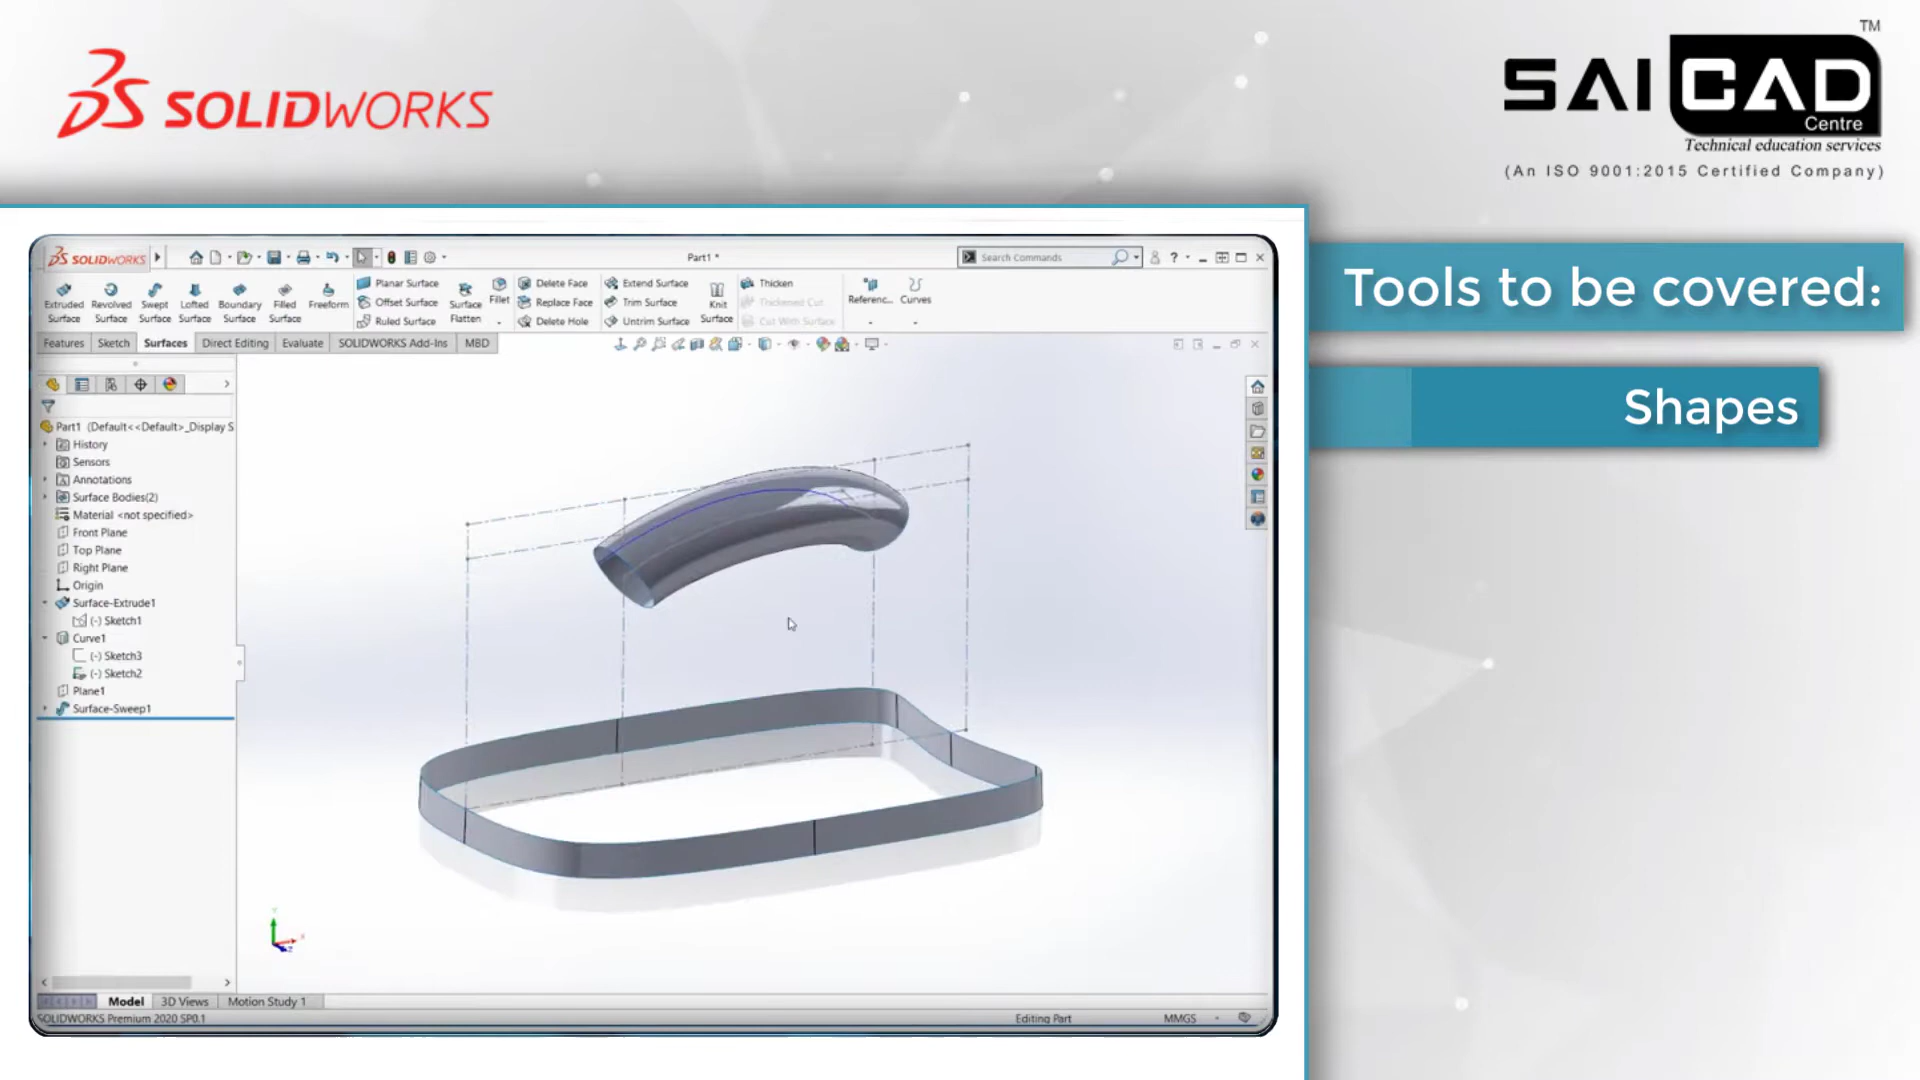 SOLIDWORKS
TM
SAI CAD
Centre
Technical education services
(An ISO 9001:2015 Certified Company)
Tools to be covered:
Shapes
SOLIDWORKS
Part1 *
Search Commands
?
Extruded Surface
Revolved Surface
Swept Surface
Lofted Surface
Boundary Surface
Filled Surface
Freeform
Planar Surface
Offset Surface
Ruled Surface
Surface Flatten
Fillet
Delete Face
Replace Face
Delete Hole
Extend Surface
Trim Surface
Untrim Surface
Knit Surface
Thicken
Thickened Cut
Cut With Surface
Referenc...
Curves
Features
Sketch
Surfaces
Direct Editing
Evaluate
SOLIDWORKS Add-Ins
MBD
Part1 (Default<<Default>_Display S
History
Sensors
Annotations
Surface Bodies(2)
Material <not specified>
Front Plane
Top Plane
Right Plane
Origin
Surface-Extrude1
(-) Sketch1
Curve1
(-) Sketch3
(-) Sketch2
Plane1
Surface-Sweep1
Model
3D Views
Motion Study 1
SOLIDWORKS Premium 2020 SP0.1
Editing Part
MMGS